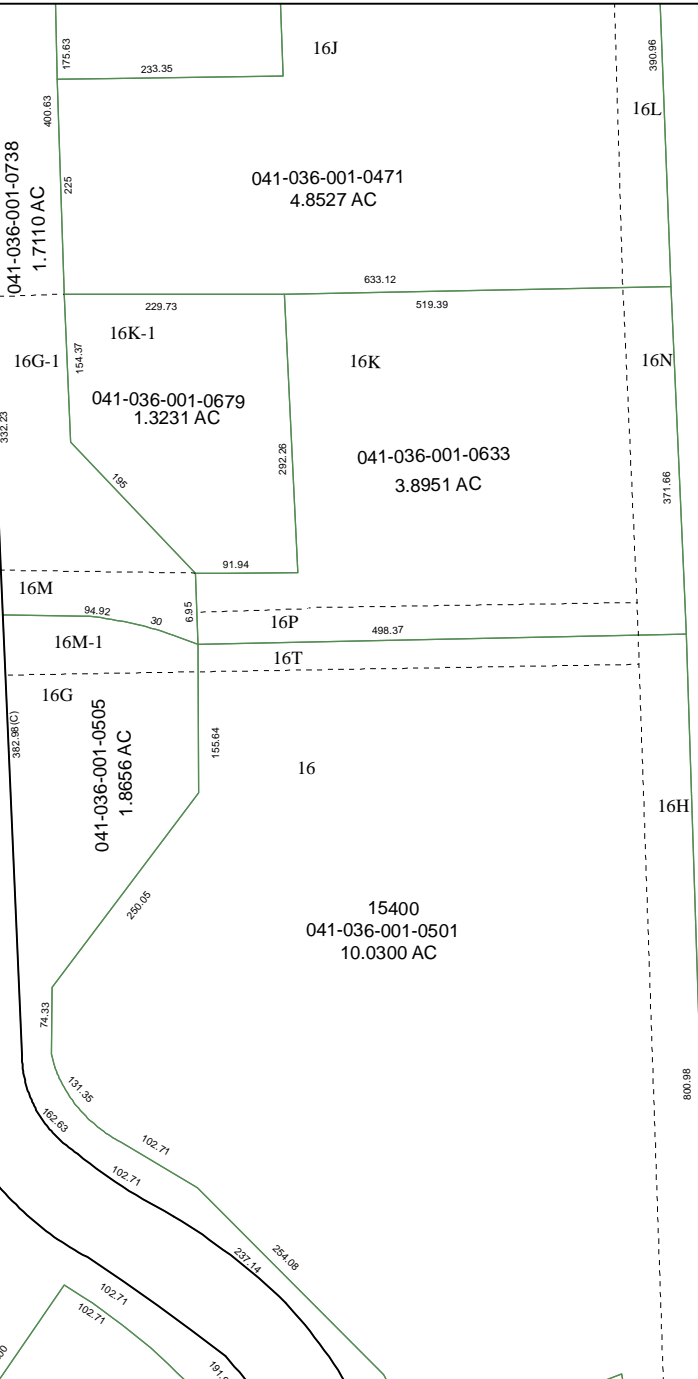 175.63
233.35
16J
390.96
400.63
16L
041-036-001-0738
1.7110 AC
225
041-036-001-0471
4.8527 AC
633.12
229.73
519.39
16K-1
16G-1
154.37
16K
16N
041-036-001-0679
1.3231 AC
332.23
195
292.26
041-036-001-0633
3.8951 AC
371.66
91.94
16M
94.92
30
6.95
16P
498.37
16M-1
16T
16G
382.98(C)
041-036-001-0505
1.8656 AC
155.64
16
16H
250.05
15400
041-036-001-0501
10.0300 AC
74.33
131.35
162.63
800.98
102.71
102.71
237.14
254.08
102.71
102.71